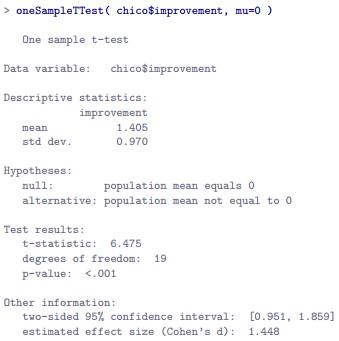 > oneSampleTTest( chico$improvement, mu=0 )
One sample t-test
Data variable: chico$improvement
Descriptive statistics:
improvement
mean 1.405
std dev. 0.970
Hypotheses:
null: population mean equals 0
alternative: population mean not equal to 0
Test results:
t-statistic: 6.475
degrees of freedom: 19
p-value: <.001
Other information:
two-sided 95% confidence interval: [0.951, 1.859]
estimated effect size (Cohen's d): 1.448